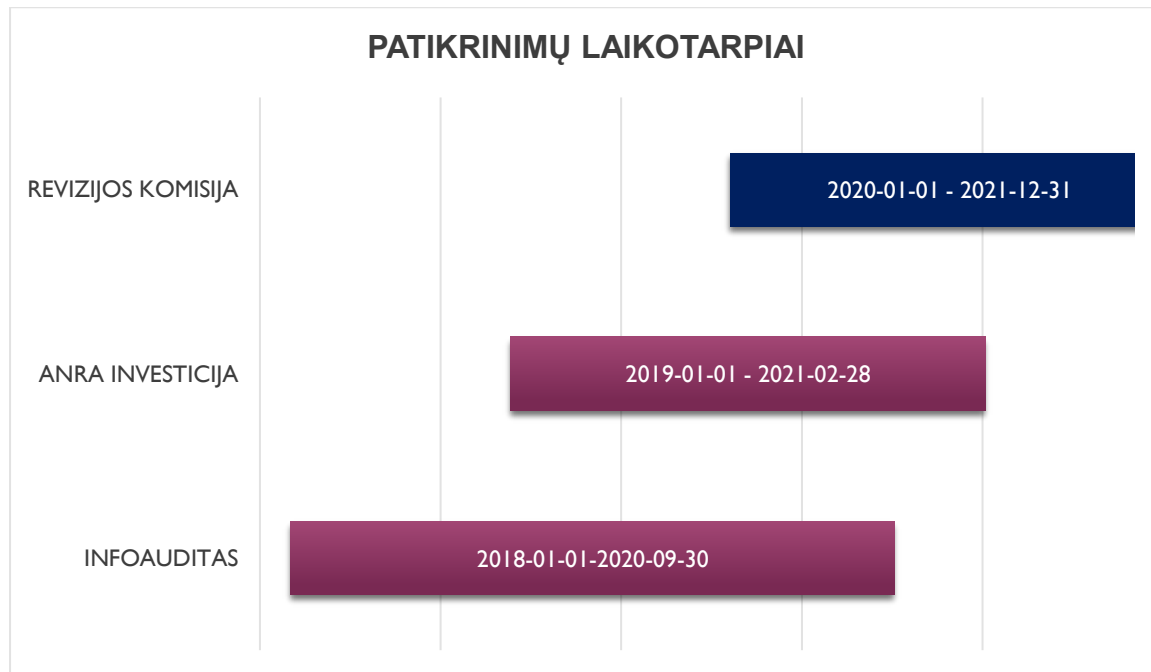 PATIKRINIMŲ LAIKOTARPIAI
REVIZIJOS KOMISIJA
2020-01-01 - 2021-12-31
ANRA INVESTICIJA
2019-01-01 - 2021-02-28
INFOAUDITAS
2018-01-01-2020-09-30